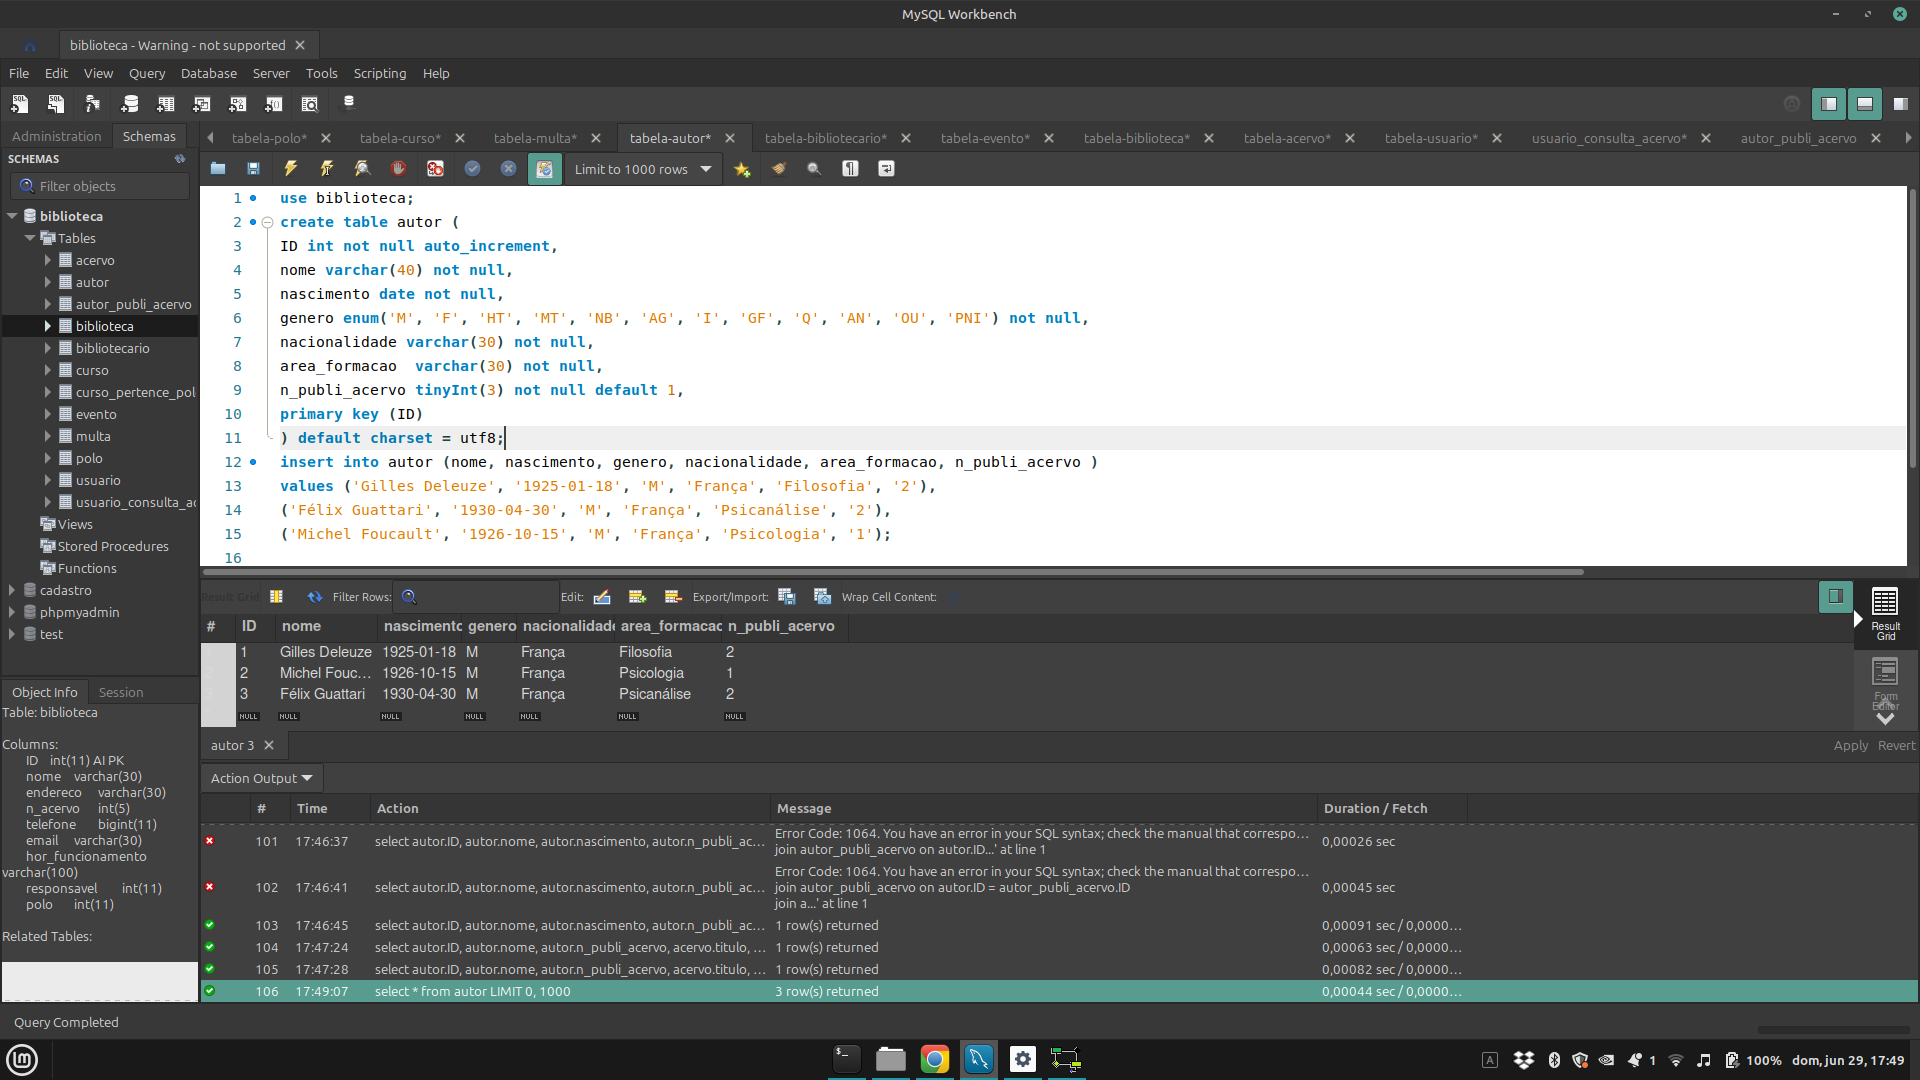 MySQL Workbench
biblioteca - Warning - not supported
File Edit View Query Database Server Tools Scripting Help
Administration Schemas
tabela-polo* tabela-curso* tabela-multa* tabela-autor* tabela-bibliotecario* tabela-evento* tabela-biblioteca* tabela-acervo* tabela-usuario* usuario_consulta_acervo* autor_publi_acervo
SCHEMAS
Filter objects
Limit to 1000 rows
biblioteca
Tables
acervo
autor
autor_publi_acervo
biblioteca
bibliotecario
curso
curso_pertence_pol
evento
multa
polo
usuario
usuario_consulta_a
Views
Stored Procedures
Functions
cadastro
phpmyadmin
test
1 use biblioteca;
2 create table autor (
3 ID int not null auto_increment,
4 nome varchar(40) not null,
5 nascimento date not null,
6 genero enum('M', 'F', 'HT', 'MT', 'NB', 'AG', 'I', 'GF', 'Q', 'AN', 'OU', 'PNI') not null,
7 nacionalidade varchar(30) not null,
8 area_formacao  varchar(30) not null,
9 n_publi_acervo tinyInt(3) not null default 1,
10 primary key (ID)
11 ) default charset = utf8;
12 insert into autor (nome, nascimento, genero, nacionalidade, area_formacao, n_publi_acervo )
13 values ('Gilles Deleuze', '1925-01-18', 'M', 'França', 'Filosofia', '2'),
14 ('Félix Guattari', '1930-04-30', 'M', 'França', 'Psicanálise', '2'),
15 ('Michel Foucault', '1926-10-15', 'M', 'França', 'Psicologia', '1');
16
Result Grid Filter Rows: Edit: Export/Import: Wrap Cell Content:
# ID nome nascimento genero nacionalidade area_formacao n_publi_acervo
1 Gilles Deleuze 1925-01-18 M França Filosofia 2
2 Michel Fouc... 1926-10-15 M França Psicologia 1
3 Félix Guattari 1930-04-30 M França Psicanálise 2
NULL NULL NULL NULL NULL NULL NULL
Result
Grid
Form
Editor
autor 3
Apply Revert
Object Info Session
Table: biblioteca
Columns:
ID int(11) AI PK
nome varchar(30)
endereco varchar(30)
n_acervo int(5)
telefone bigint(11)
email varchar(30)
hor_funcionamento
varchar(100)
responsavel int(11)
polo int(11)
Related Tables:
Action Output
# Time Action Message Duration / Fetch
101 17:46:37 select autor.ID, autor.nome, autor.nascimento, autor.n_publi_ac... Error Code: 1064. You have an error in your SQL syntax; check the manual that correspo... 0,00026 sec
join autor_publi_acervo on autor.ID...' at line 1
102 17:46:41 select autor.ID, autor.nome, autor.nascimento, autor.n_publi_ac... Error Code: 1064. You have an error in your SQL syntax; check the manual that correspo... 0,00045 sec
join autor_publi_acervo on autor.ID = autor_publi_acervo.ID
join a...' at line 1
103 17:46:45 select autor.ID, autor.nome, autor.nascimento, autor.n_publi_ac... 1 row(s) returned 0,00091 sec / 0,0000...
104 17:47:24 select autor.ID, autor.nome, autor.n_publi_acervo, acervo.titulo, ... 1 row(s) returned 0,00063 sec / 0,0000...
105 17:47:28 select autor.ID, autor.nome, autor.n_publi_acervo, acervo.titulo, ... 1 row(s) returned 0,00082 sec / 0,0000...
106 17:49:07 select * from autor LIMIT 0, 1000 3 row(s) returned 0,00044 sec / 0,0000...
Query Completed
A 1 100% dom, jun 29, 17:49